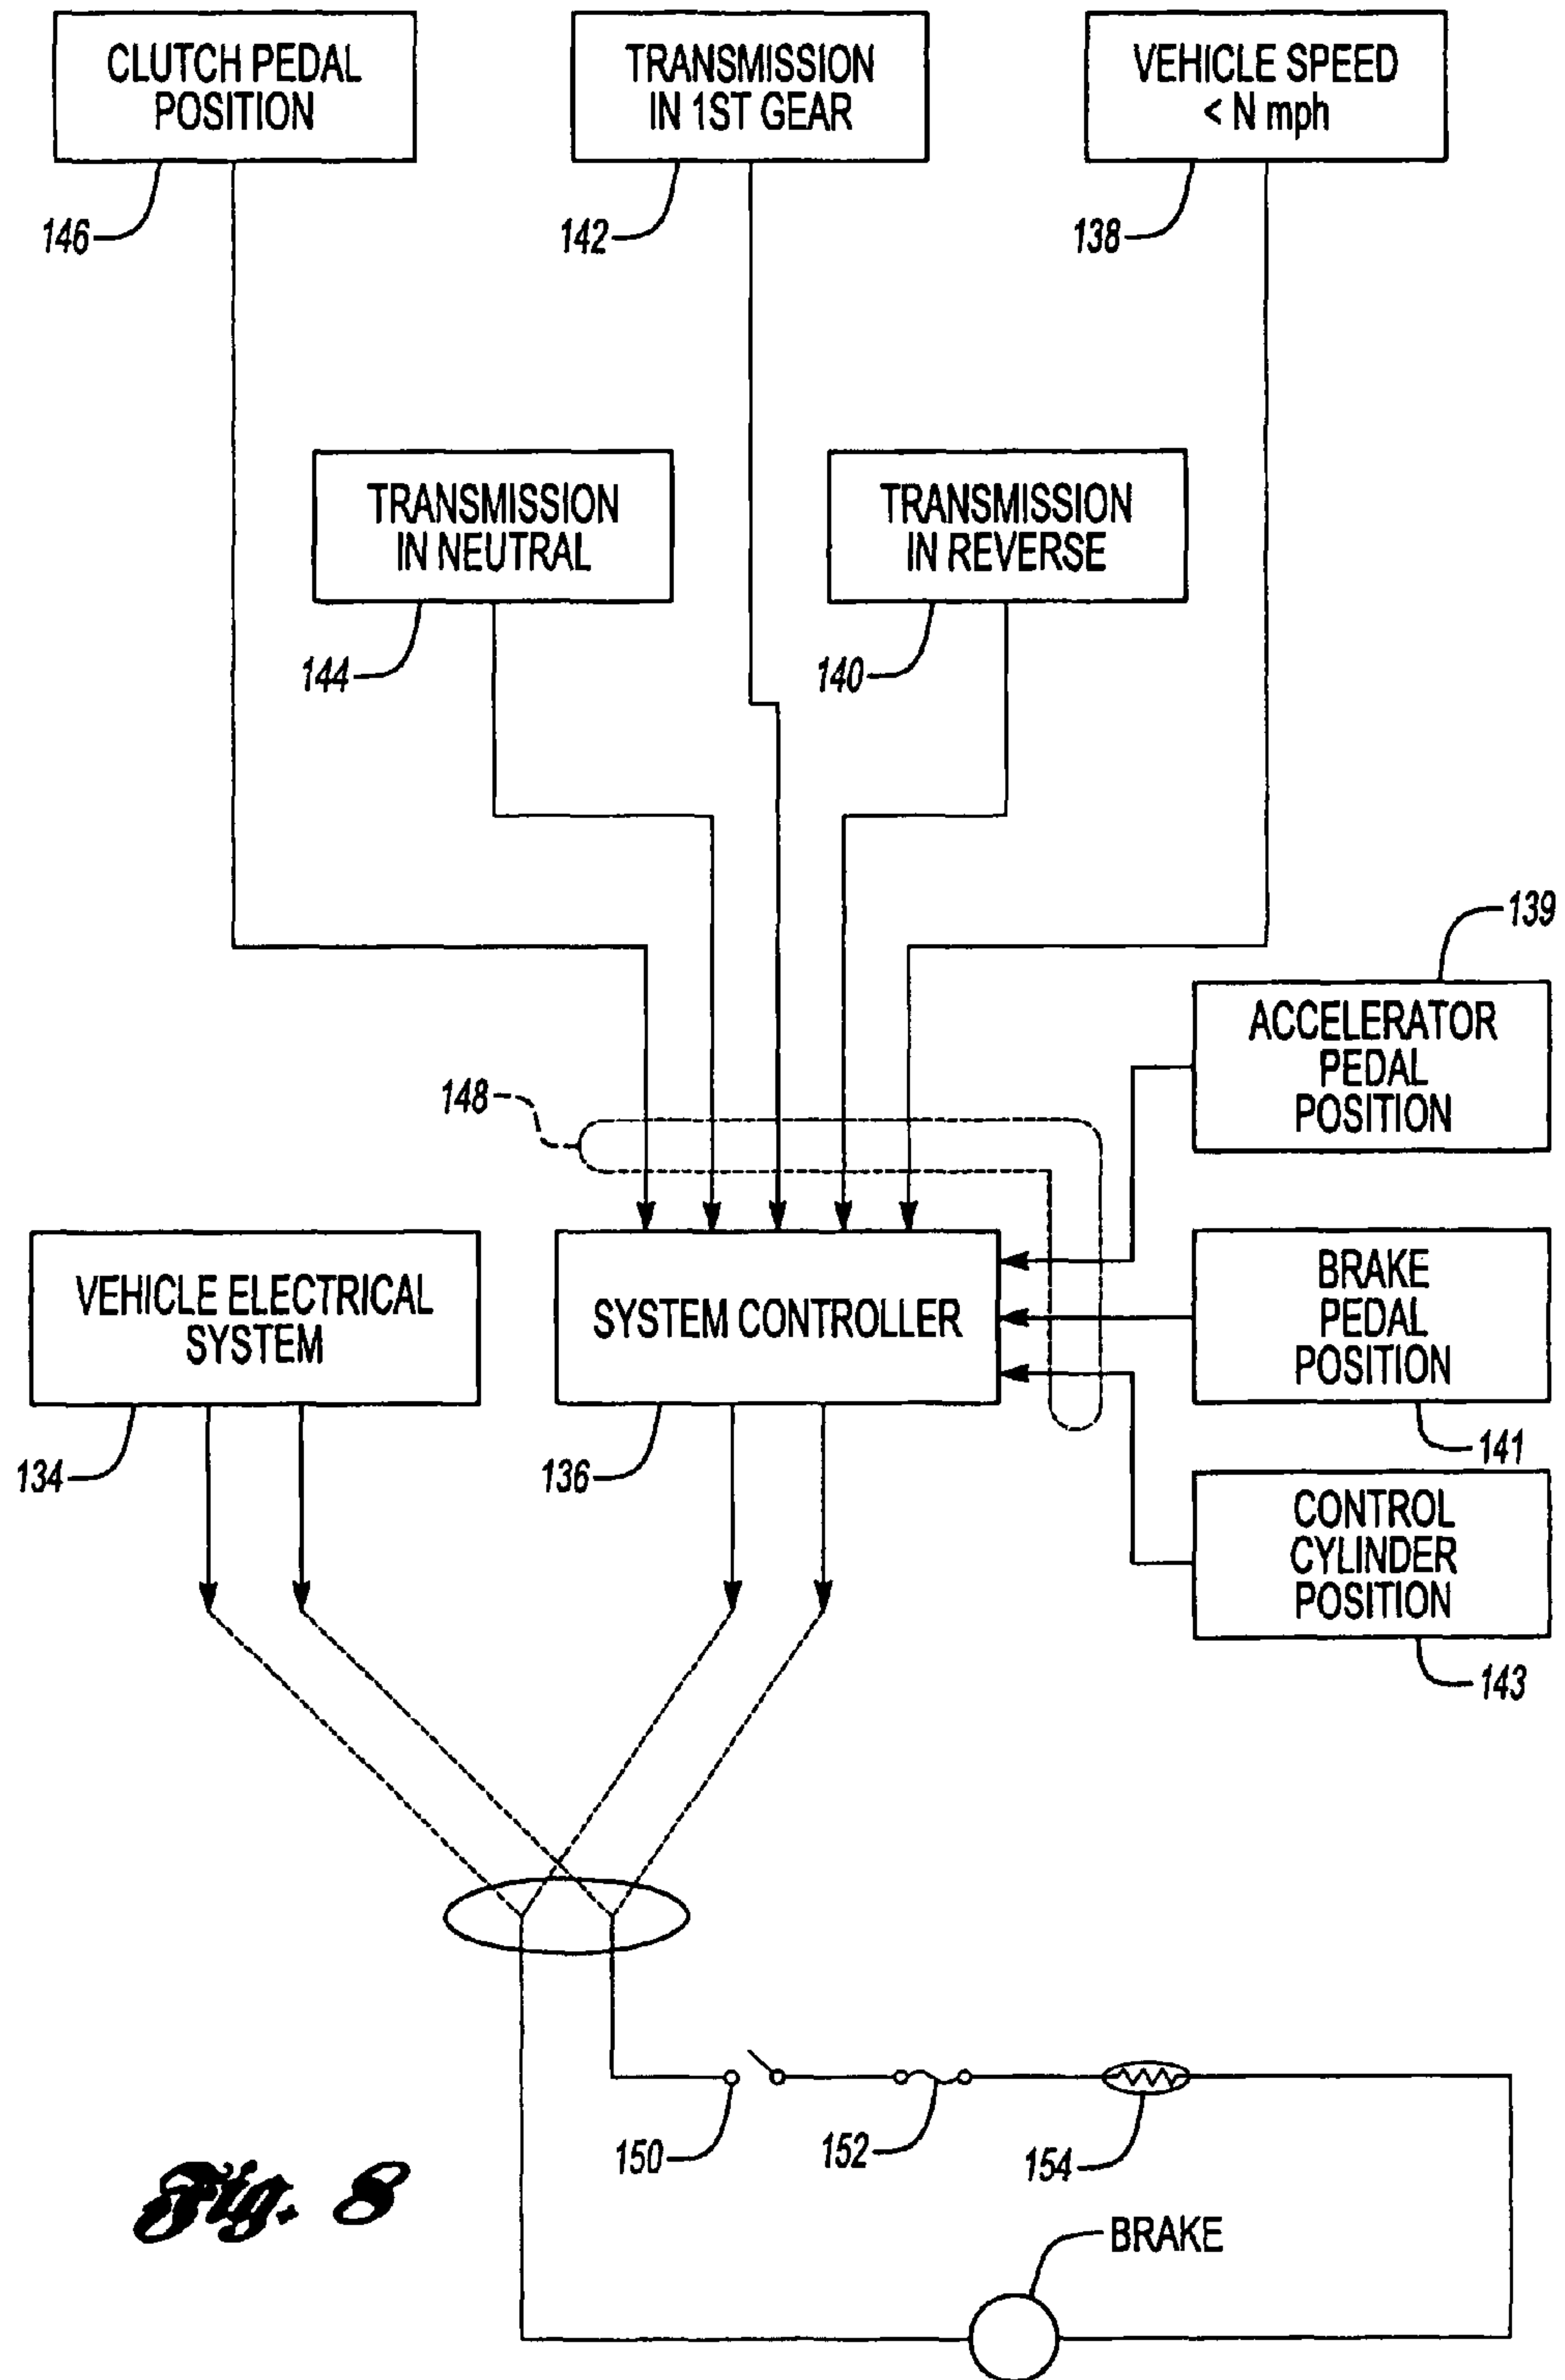 CLUTCH PEDAL
POSITION
TRANSMISSION
IN 1ST GEAR
VEHICLE SPEED
< N mph
146
142
138
TRANSMISSION
IN NEUTRAL
TRANSMISSION
IN REVERSE
144
140
139
ACCELERATOR
PEDAL
POSITION
148
VEHICLE ELECTRICAL
SYSTEM
SYSTEM CONTROLLER
BRAKE
PEDAL
POSITION
134
136
141
CONTROL
CYLINDER
POSITION
143
150
152
154
Fig. 8
BRAKE